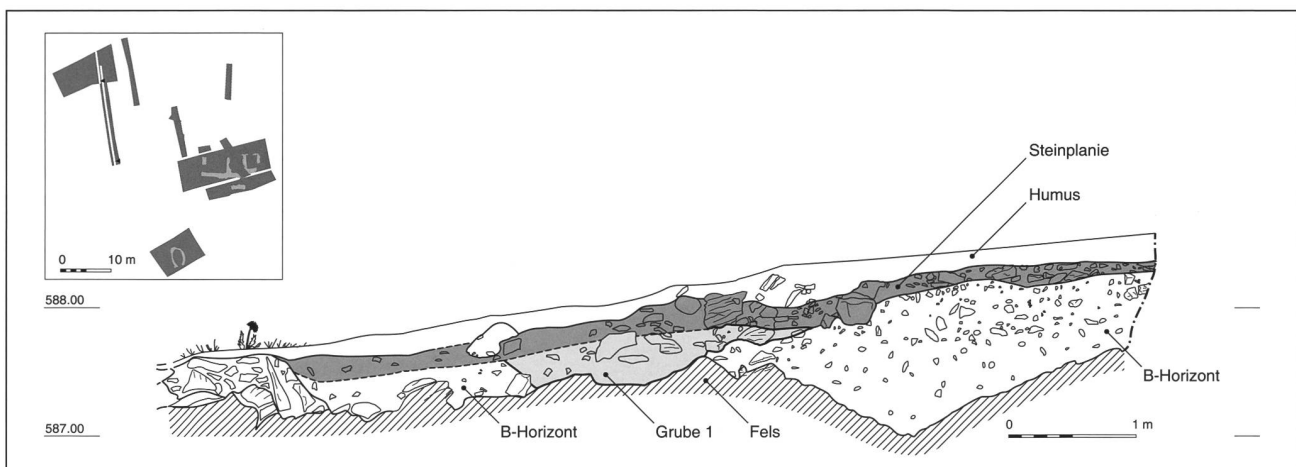 0 10 m
Steinplanie
Humus
588.00
B-Horizont
587.00
B-Horizont
Grube 1
Fels
0 1 m